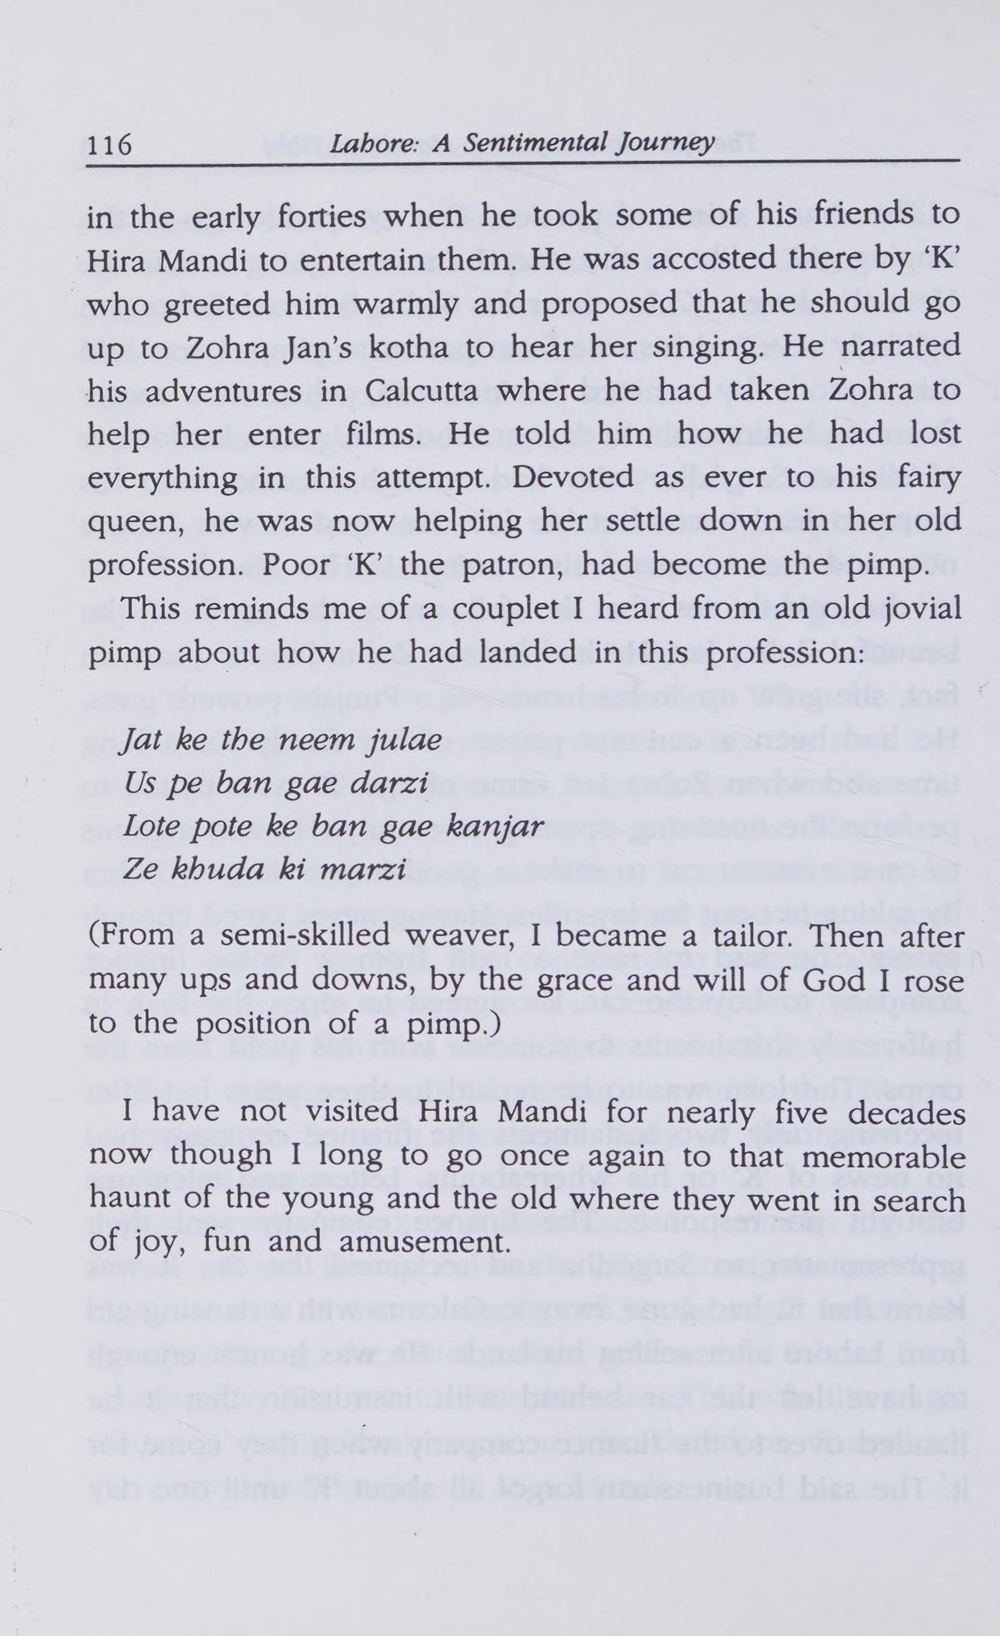 116 Lahore: A Sentimental Journey
in the early forties when he took some of his friends to
Hira Mandi to entertain them. He was accosted there by ‘K’
who greeted him warmly and proposed that he should go
up to Zohra Jan’s kotha to hear her singing. He narrated
his adventures in Calcutta where he had taken Zohra to
help her enter films. He told him how he had lost
everything in this attempt. Devoted as ever to his fairy
queen, he was now helping her settle down in her old
profession. Poor ‘K’ the patron, had become the pimp.
This reminds me of a couplet I heard from an old jovial
pimp about how he had landed in this profession:
Jat ke the neem julae
Us pe ban gae darzi
Lote pote ke ban gae kanjar
Ze khuda ki marzi
(From a semi-skilled weaver, I became a tailor. Then after
many ups and downs, by the grace and will of God I rose
to the position of a pimp.)
I have not visited Hira Mandi for nearly five decades
now though I long to go once again to that memorable
haunt of the young and the old where they went in search
of joy, fun and amusement.